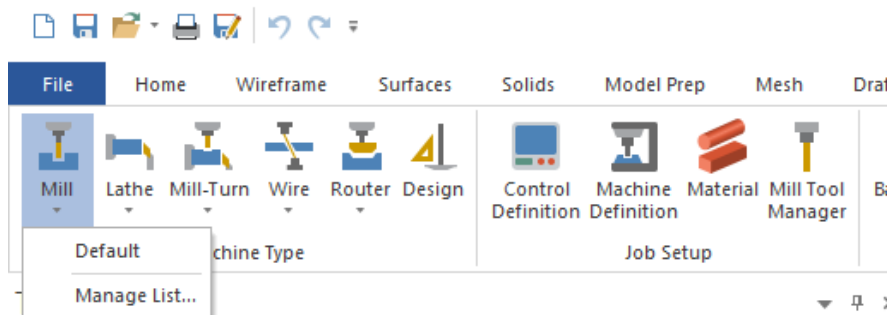 File Home Wireframe Surfaces Solids Model Prep Mesh
Mill Lathe Mill-Turn Wire Router Design Control Machine Material Mill Tool
Definition Definition Manager
Default
chine Type Job Setup
Manage List...